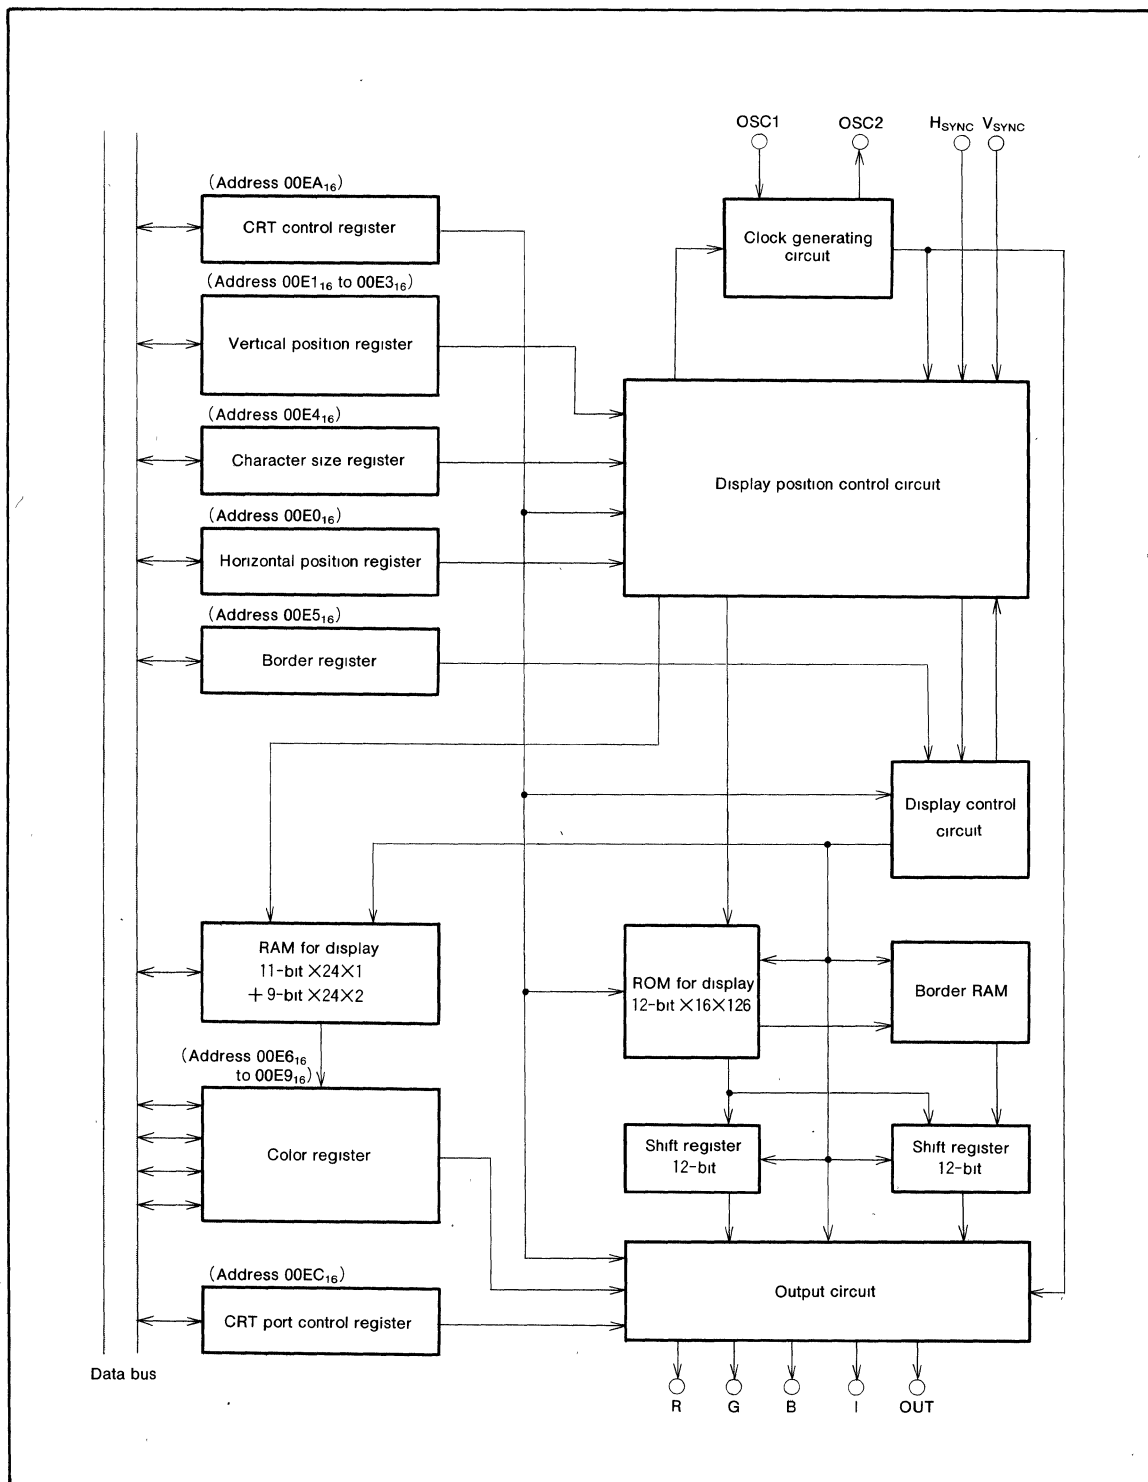 OSC1 OSC2 H_SYNC V_SYNC
(Address 00EA₁₆)
CRT control register
Clock generating
circuit
(Address 00E1₁₆ to 00E3₁₆)
Vertical position register
(Address 00E4₁₆)
Character size register
Display position control circuit
(Address 00E0₁₆)
Horizontal position register
(Address 00E5₁₆)
Border register
Display control
circuit
RAM for display
11-bit ×24×1
+ 9-bit ×24×2
ROM for display
12-bit ×16×126
Border RAM
(Address 00E6₁₆
to 00E9₁₆)
Color register
Shift register
12-bit
Shift register
12-bit
(Address 00EC₁₆)
CRT port control register
Output circuit
Data bus
R G B I OUT